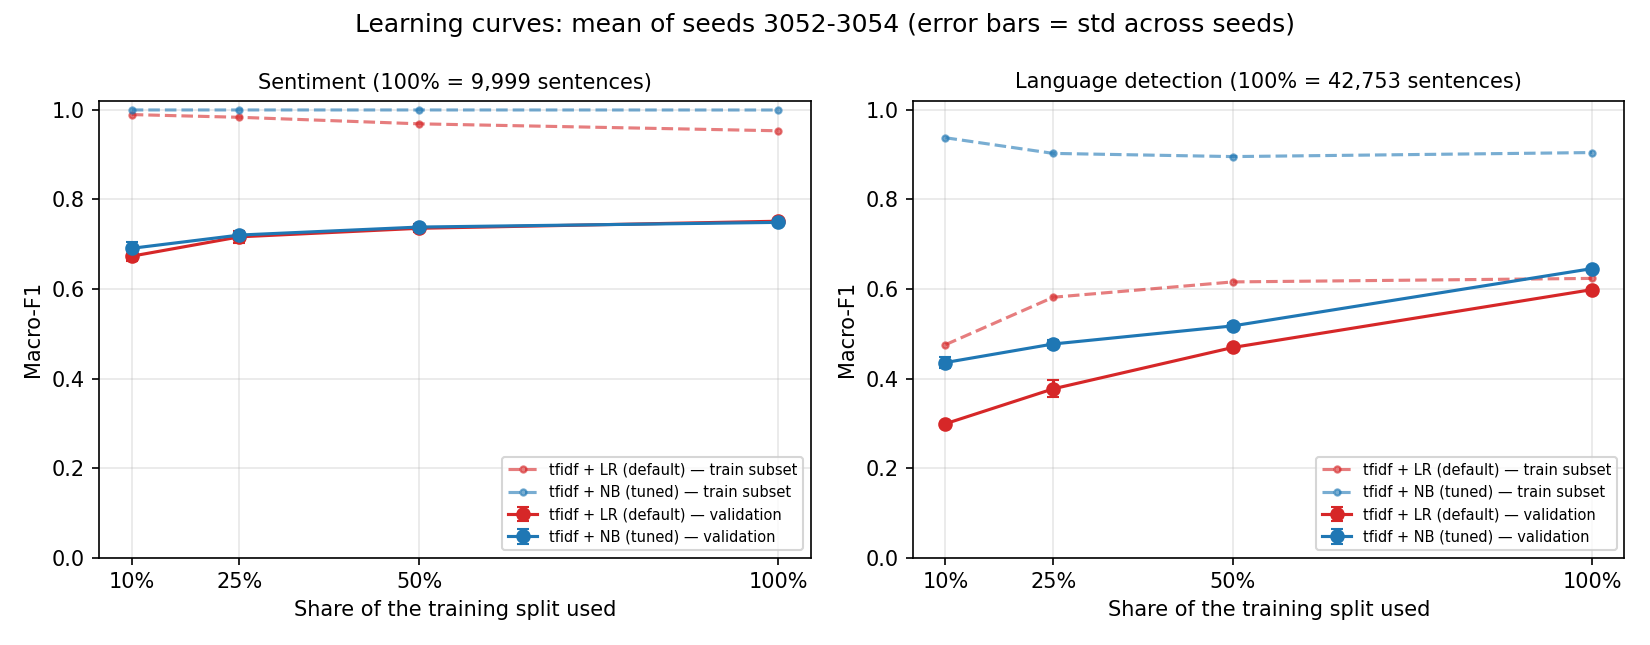 Learning curves: mean of seeds 3052-3054 (error bars = std across seeds)
Sentiment (100% = 9,999 sentences)
Macro-F1
1.0
0.8
0.6
0.4
0.2
0.0
10%
25%
50%
100%
Share of the training split used
tfidf + LR (default) — train subset
tfidf + NB (tuned) — train subset
tfidf + LR (default) — validation
tfidf + NB (tuned) — validation
Language detection (100% = 42,753 sentences)
Macro-F1
1.0
0.8
0.6
0.4
0.2
0.0
10%
25%
50%
100%
Share of the training split used
tfidf + LR (default) — train subset
tfidf + NB (tuned) — train subset
tfidf + LR (default) — validation
tfidf + NB (tuned) — validation